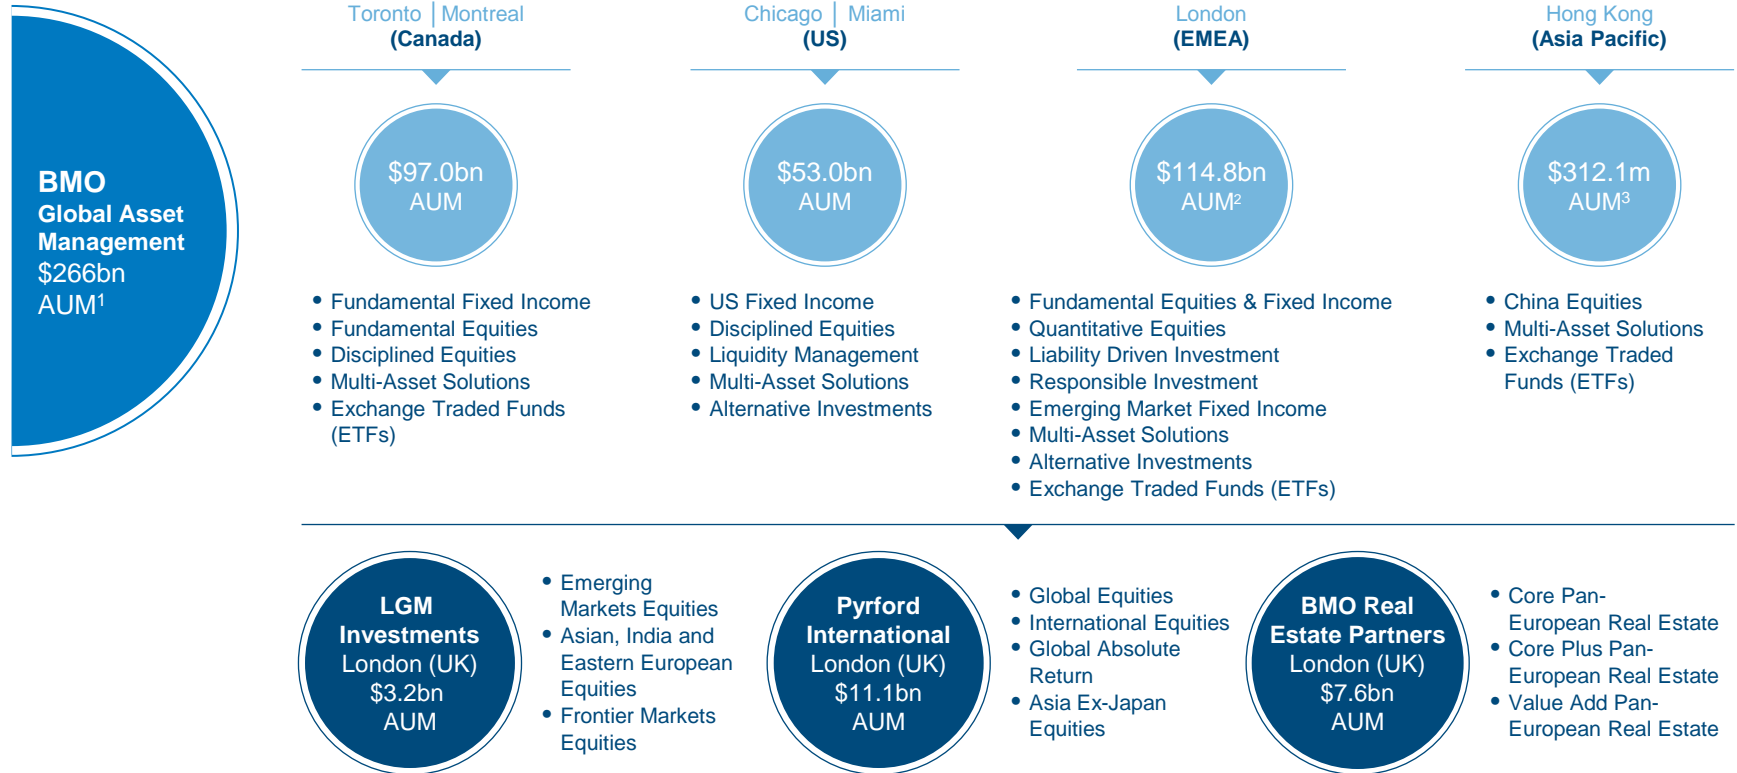 BMO
Global Asset
Management
$266bn
AUM1
Toronto | Montreal
(Canada)
$97.0bn
AUM
• Fundamental Fixed Income
• Fundamental Equities
• Disciplined Equities
• Multi-Asset Solutions
• Exchange Traded Funds
(ETFs)
Chicago | Miami
(US)
$53.0bn
AUM
• US Fixed Income
• Disciplined Equities
• Liquidity Management
• Multi-Asset Solutions
• Alternative Investments
London
(EMEA)
$114.8bn
AUM2
• Fundamental Equities & Fixed Income
• Quantitative Equities
• Liability Driven Investment
• Responsible Investment
• Emerging Market Fixed Income
• Multi-Asset Solutions
• Alternative Investments
• Exchange Traded Funds (ETFs)
Hong Kong
(Asia Pacific)
$312.1m
AUM3
• China Equities
• Multi-Asset Solutions
• Exchange Traded
Funds (ETFs)
LGM
Investments
London (UK)
$3.2bn
AUM
• Emerging
Markets Equities
• Asian, India and
Eastern European
Equities
• Frontier Markets
Equities
Pyrford
International
London (UK)
$11.1bn
AUM
• Global Equities
• International Equities
• Global Absolute
Return
• Asia Ex-Japan
Equities
BMO Real
Estate Partners
London (UK)
$7.6bn
AUM
• Core Pan-
European Real Estate
• Core Plus Pan-
European Real Estate
• Value Add Pan-
European Real Estate